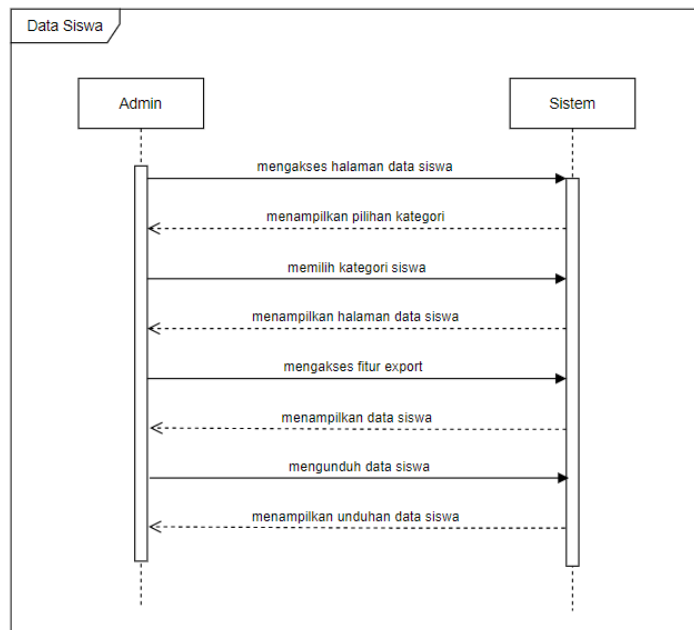 Data Siswa
Admin
Sistem
mengakses halaman data siswa
menampilkan pilihan kategori
memilih kategori siswa
menampilkan halaman data siswa
mengakses fitur export
menampilkan data siswa
mengunduh data siswa
menampilkan unduhan data siswa